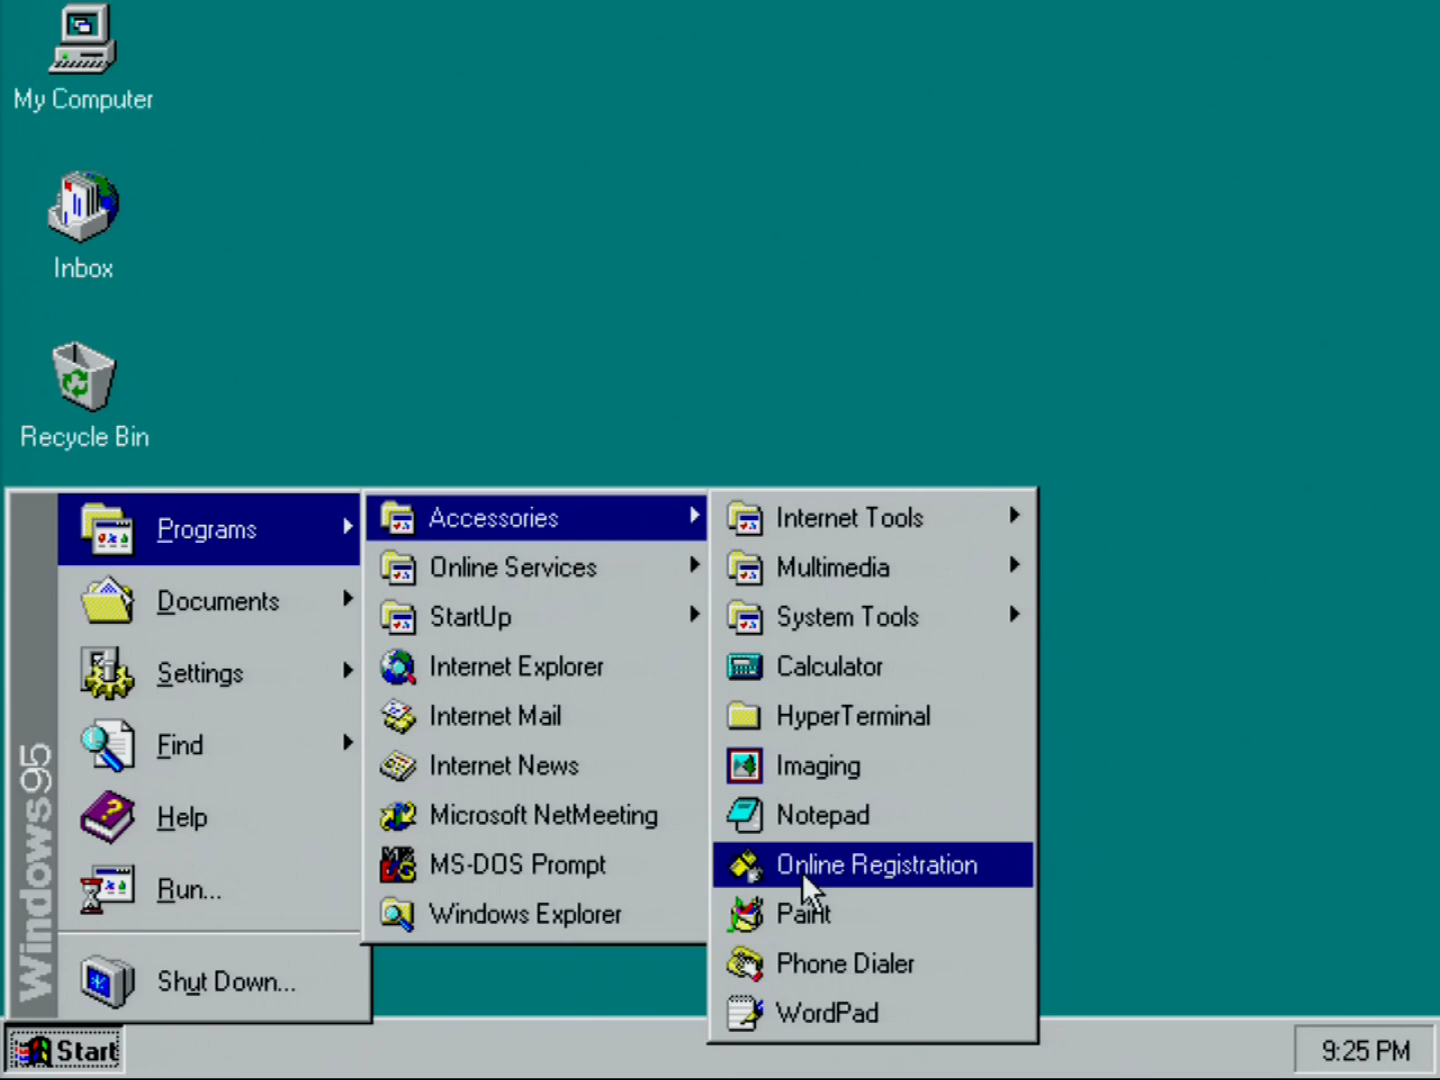 My Computer
Inbox
Recycle Bin
Windows95
Programs
Documents
Settings
Find
Help
Run...
Shut Down...
Accessories
Online Services
StartUp
Internet Explorer
Internet Mail
Internet News
Microsoft NetMeeting
MS-DOS Prompt
Windows Explorer
Internet Tools
Multimedia
System Tools
Calculator
HyperTerminal
Imaging
Notepad
Online Registration
Paint
Phone Dialer
WordPad
Start
9:25 PM